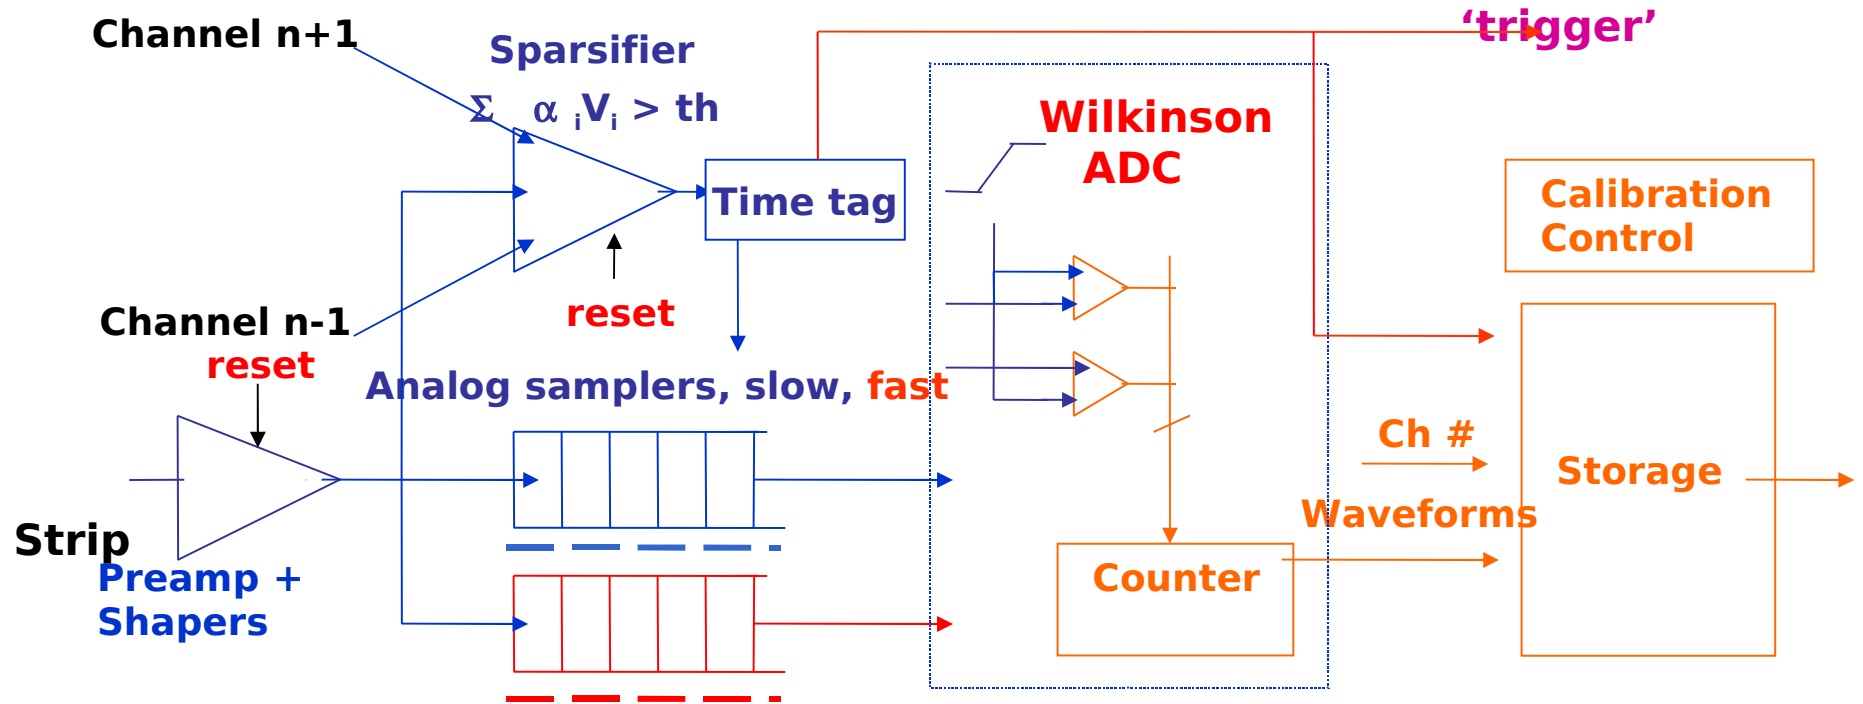 Channel n+1
‘trigger’
Sparsifier
Σ α iVi > th
Wilkinson
ADC
Time tag
Calibration
Control
reset
Channel n-1
reset
Analog samplers, slow, fast
Ch #
Storage
Waveforms
Strip
Preamp +
Shapers
Counter